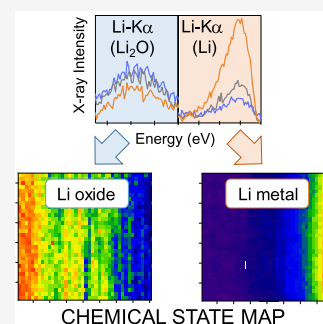 X-ray Intensity
Li-Kα
(Li₂O)
Li-Kα
(Li)
Energy (eV)
Li oxide
Li metal
CHEMICAL STATE MAP